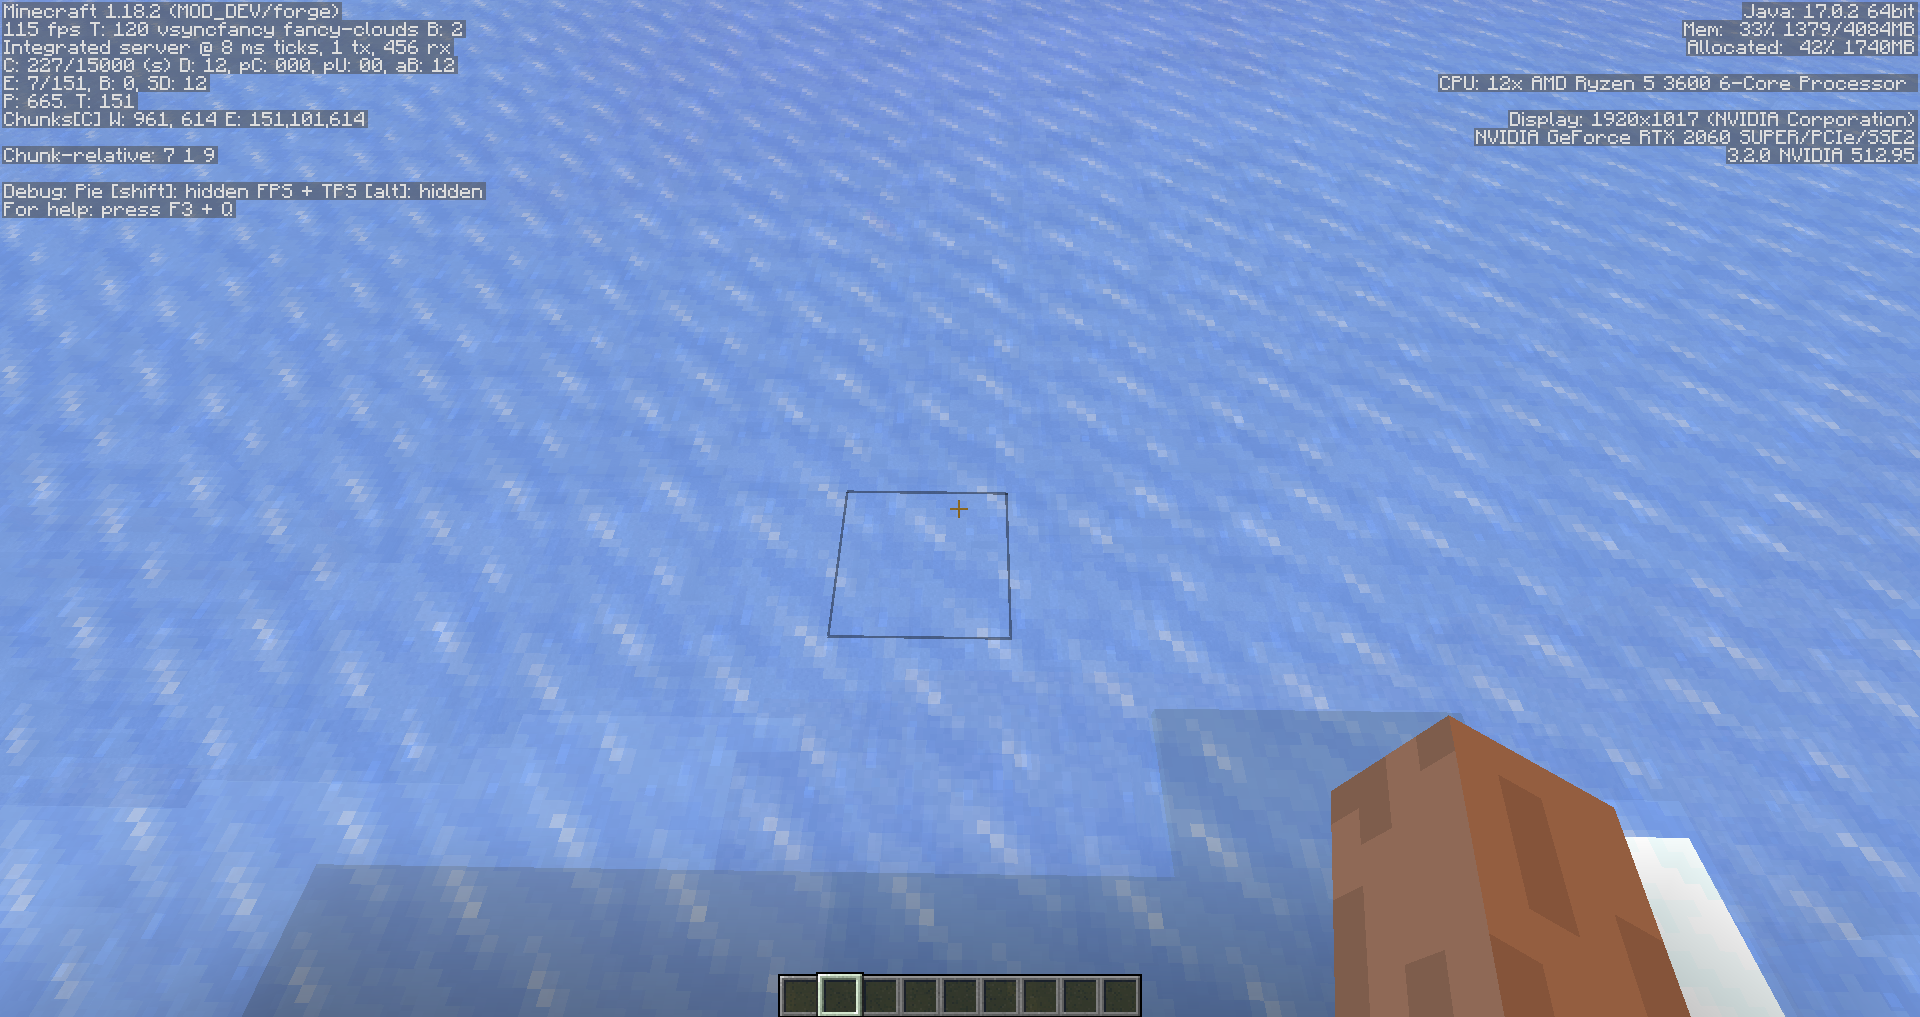 Minecraft 1.18.2 (MOD_DEV/forge)
115 fps T: 120 vsyncfancy fancy-clouds B: 2
Integrated server @ 8 ms ticks, 1 tx, 456 rx
C: 227/15000 (s) D: 12, pC: 000, pU: 00, aB: 12
E: 7/151, B: 0, SD: 12
P: 665. T: 151
Chunks[C] W: 961, 614 E: 151,101,614
Chunk-relative: 7 1 9
Debug: Pie [shift]: hidden FPS + TPS [alt]: hidden
For help: press F3 + Q
Java: 17.0.2 64bit
Mem: 33% 1379/4084MB
Allocated: 42% 1740MB
CPU: 12x AMD Ryzen 5 3600 6-Core Processor
Display: 1920x1017 (NVIDIA Corporation)
NVIDIA GeForce RTX 2060 SUPER/PCIe/SSE2
3.2.0 NVIDIA 512.95